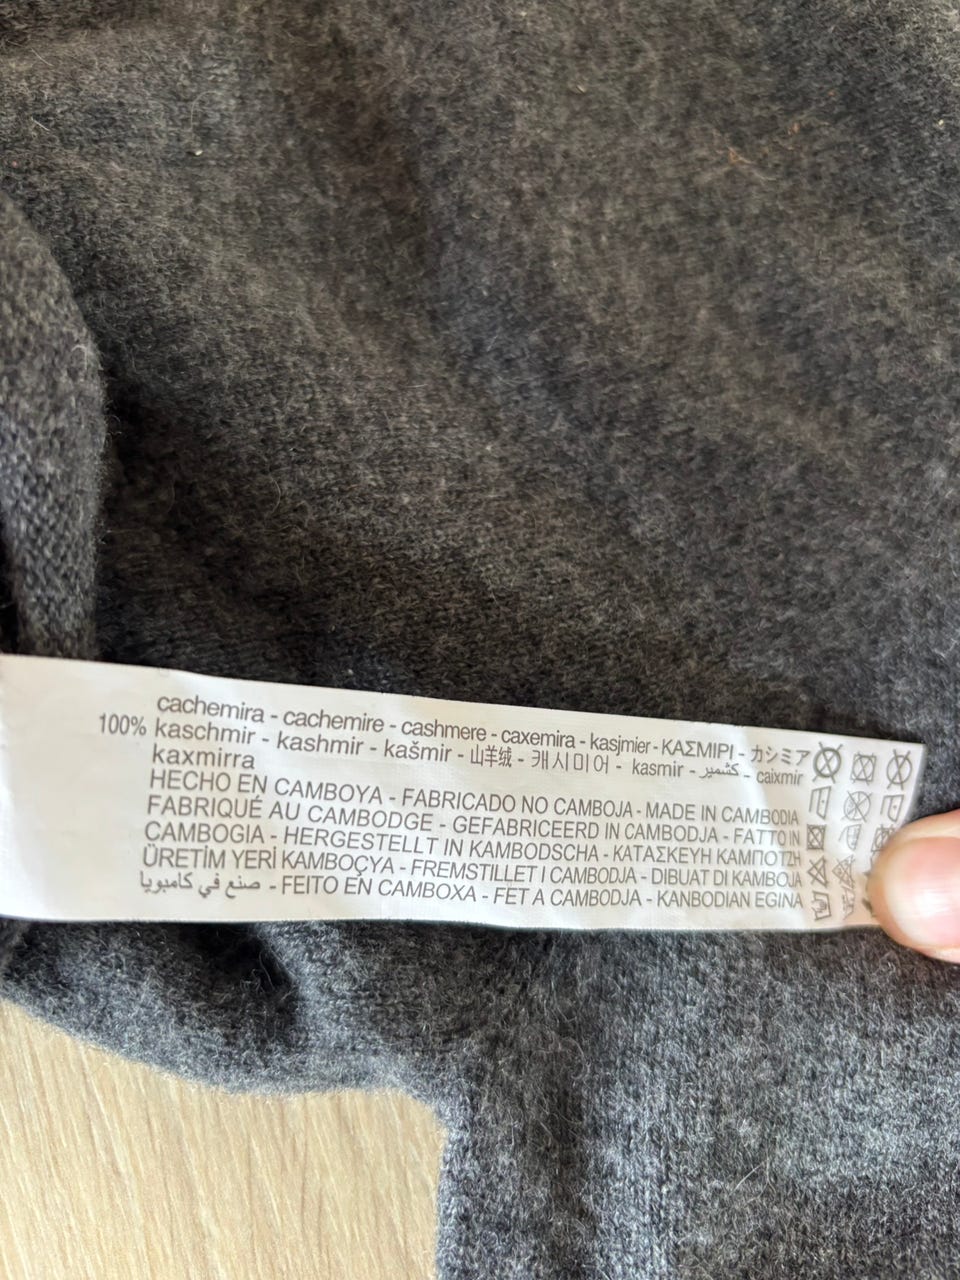 cachemira - cachemire - cashmere - caxemira - kasjmier - ΚΑΣΜΙΡΙ - カシミア
100% kaschmir - kashmir - kašmir - 山羊绒 - 캐시미어 - kasmir - كشمير - caixmir
kaxmirra
HECHO EN CAMBOYA - FABRICADO NO CAMBOJA - MADE IN CAMBODIA
FABRIQUÉ AU CAMBODGE - GEFABRICEERD IN CAMBODJA - FATTO IN
CAMBOGIA - HERGESTELLT IN KAMBODSCHA - ΚΑΤΑΣΚΕΥΗ ΚΑΜΠΟΤΖΗ
ÜRETİM YERİ KAMBOÇYA - FREMSTILLET I CAMBODJA - DIBUAT DI KAMBOJA
صنع في كامبوبيا - FEITO EN CAMBOXA - FET A CAMBODJA - KANBODIAN EGINA